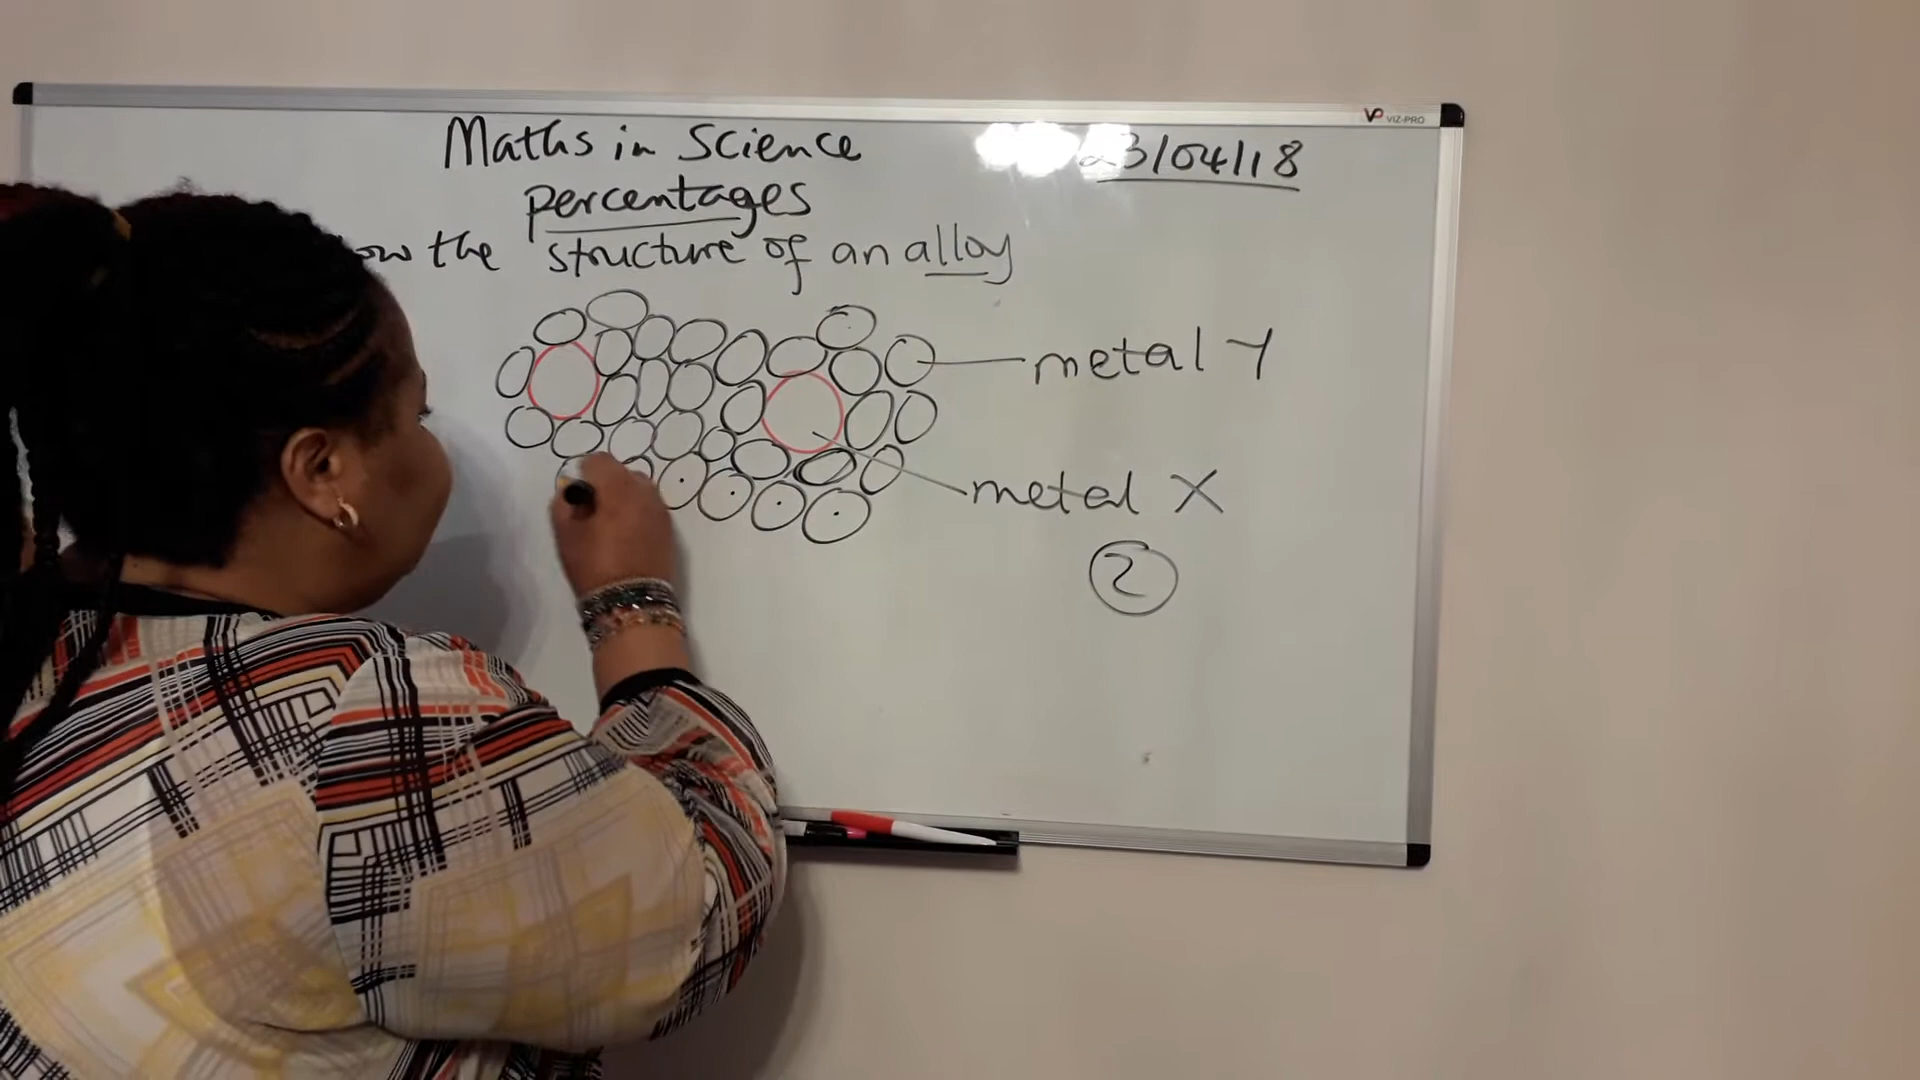 VP VIZ-PRO
Maths in Science
23/04/18
percentages
the structure of an alloy
metal Y
metal X
2